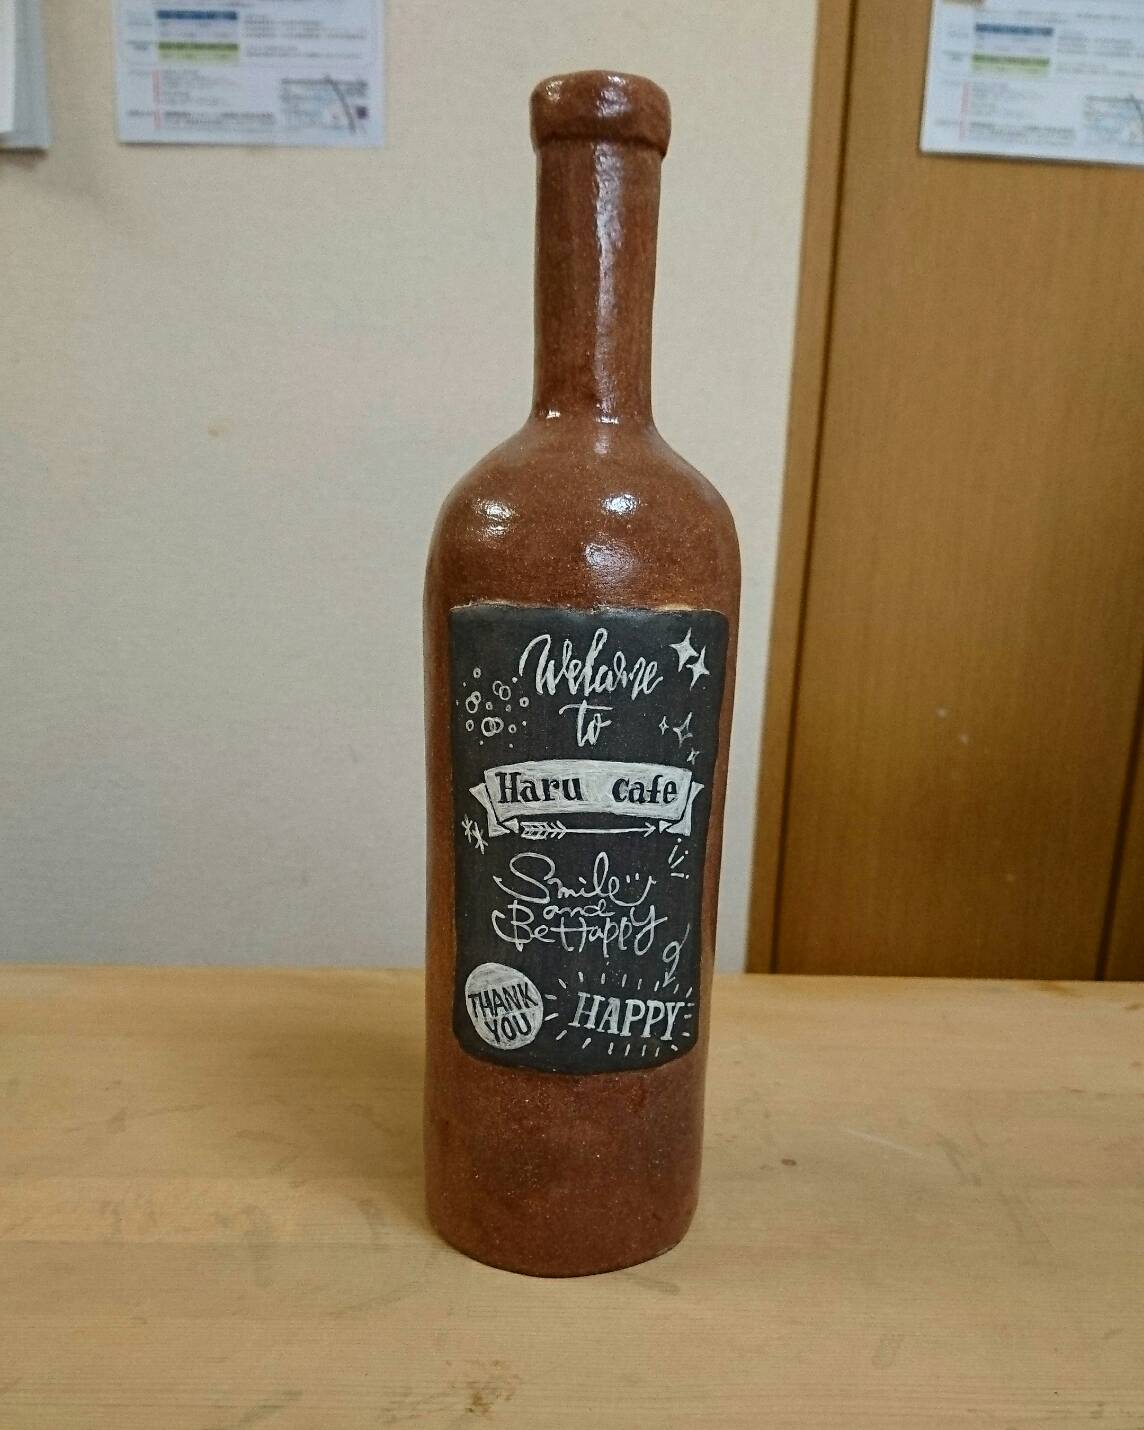 Welcome
to
Haru cafe
Smile
and
Be Happy
THANK
YOU
HAPPY